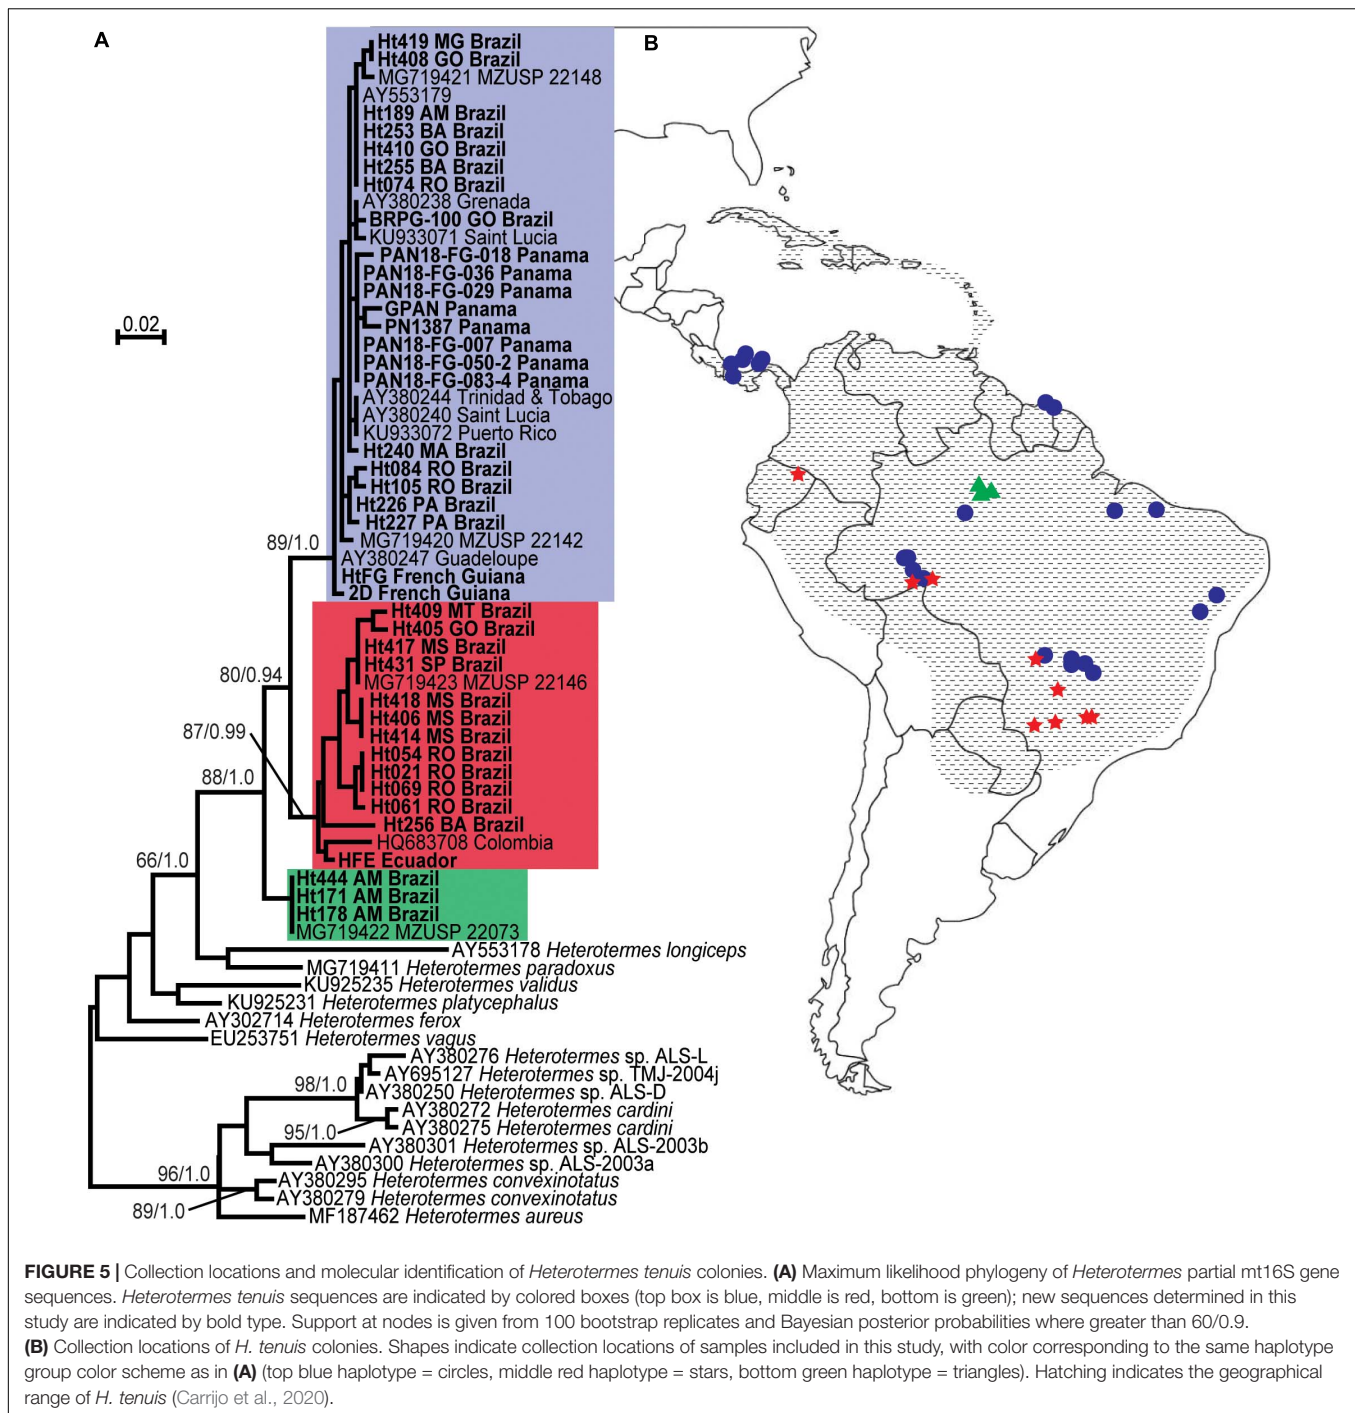 A
B
Ht419 MG Brazil
Ht408 GO Brazil
MG719421 MZUSP 22148
AY553179
Ht189 AM Brazil
Ht253 BA Brazil
Ht410 GO Brazil
Ht255 BA Brazil
Ht074 RO Brazil
AY380238 Grenada
BRPG-100 GO Brazil
KU933071 Saint Lucia
PAN18-FG-018 Panama
PAN18-FG-036 Panama
PAN18-FG-029 Panama
GPAN Panama
0.02
PN1387 Panama
PAN18-FG-007 Panama
PAN18-FG-050-2 Panama
PAN18-FG-083-4 Panama
AY380244 Trinidad & Tobago
AY380240 Saint Lucia
KU933072 Puerto Rico
Ht240 MA Brazil
Ht084 RO Brazil
Ht105 RO Brazil
Ht226 PA Brazil
Ht227 PA Brazil
MG719420 MZUSP 22142
89/1.0
AY380247 Guadeloupe
HtFG French Guiana
2D French Guiana
Ht409 MT Brazil
Ht405 GO Brazil
Ht417 MS Brazil
Ht431 SP Brazil
80/0.94
MG719423 MZUSP 22146
Ht418 MS Brazil
Ht406 MS Brazil
87/0.99
Ht414 MS Brazil
Ht054 RO Brazil
88/1.0
Ht021 RO Brazil
Ht069 RO Brazil
Ht061 RO Brazil
Ht256 BA Brazil
HQ683708 Colombia
66/1.0
HFE Ecuador
Ht444 AM Brazil
Ht171 AM Brazil
Ht178 AM Brazil
MG719422 MZUSP 22073
AY553178 Heterotermes longiceps
MG719411 Heterotermes paradoxus
KU925235 Heterotermes validus
KU925231 Heterotermes platycephalus
AY302714 Heterotermes ferox
EU253751 Heterotermes vagus
AY380276 Heterotermes sp. ALS-L
AY695127 Heterotermes sp. TMJ-2004j
98/1.0
AY380250 Heterotermes sp. ALS-D
AY380272 Heterotermes cardini
AY380275 Heterotermes cardini
95/1.0
AY380301 Heterotermes sp. ALS-2003b
AY380300 Heterotermes sp. ALS-2003a
96/1.0
AY380295 Heterotermes convexinotatus
AY380279 Heterotermes convexinotatus
89/1.0
MF187462 Heterotermes aureus
FIGURE 5 | Collection locations and molecular identification of Heterotermes tenuis colonies. (A) Maximum likelihood phylogeny of Heterotermes partial mt16S gene
sequences. Heterotermes tenuis sequences are indicated by colored boxes (top box is blue, middle is red, bottom is green); new sequences determined in this
study are indicated by bold type. Support at nodes is given from 100 bootstrap replicates and Bayesian posterior probabilities where greater than 60/0.9.
(B) Collection locations of H. tenuis colonies. Shapes indicate collection locations of samples included in this study, with color corresponding to the same haplotype
group color scheme as in (A) (top blue haplotype = circles, middle red haplotype = stars, bottom green haplotype = triangles). Hatching indicates the geographical
range of H. tenuis (Carrijo et al., 2020).